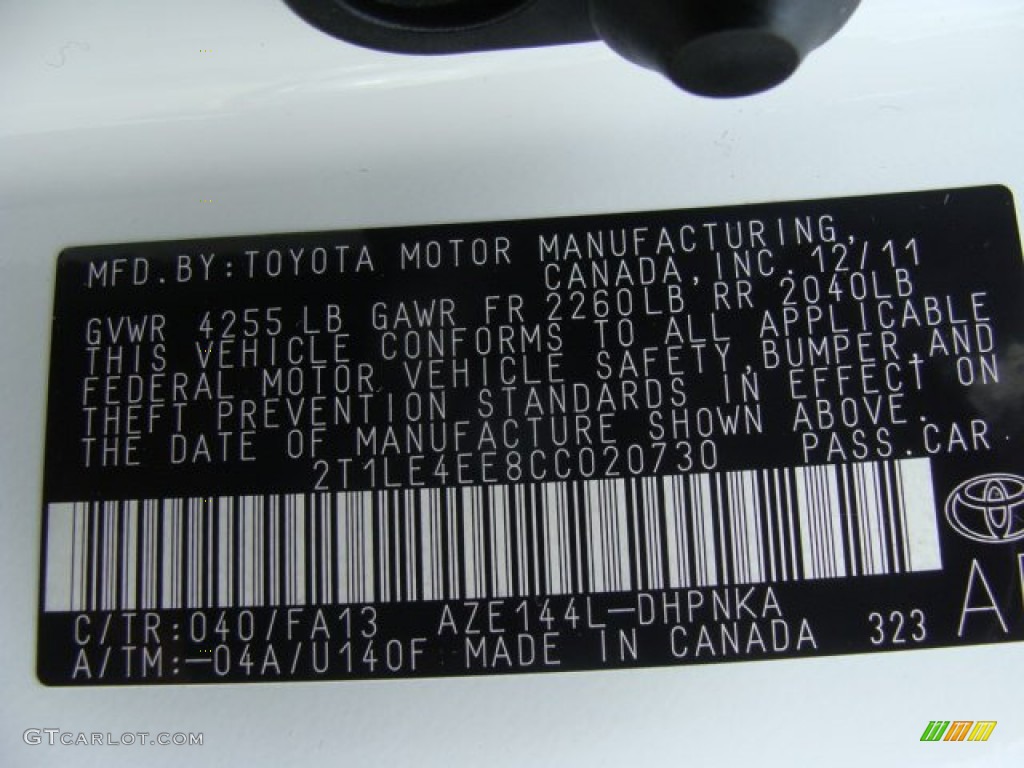 MFD.BY:TOYOTA MOTOR MANUFACTURING,
CANADA,INC.12/11
GVWR 4255LB GAWR FR 2260LB RR 2040LB
THIS VEHICLE CONFORMS TO ALL APPLICABLE
FEDERAL MOTOR VEHICLE SAFETY,BUMPER,AND
THEFT PREVENTION STANDARDS IN EFFECT ON
THE DATE OF MANUFACTURE SHOWN ABOVE.
2T1LE4EE8CC020730 PASS.CAR
C/TR:040/FA13 AZE144L-DHPNKA
A/TM:-04A/U140F MADE IN CANADA 323
GTCARLOT.COM